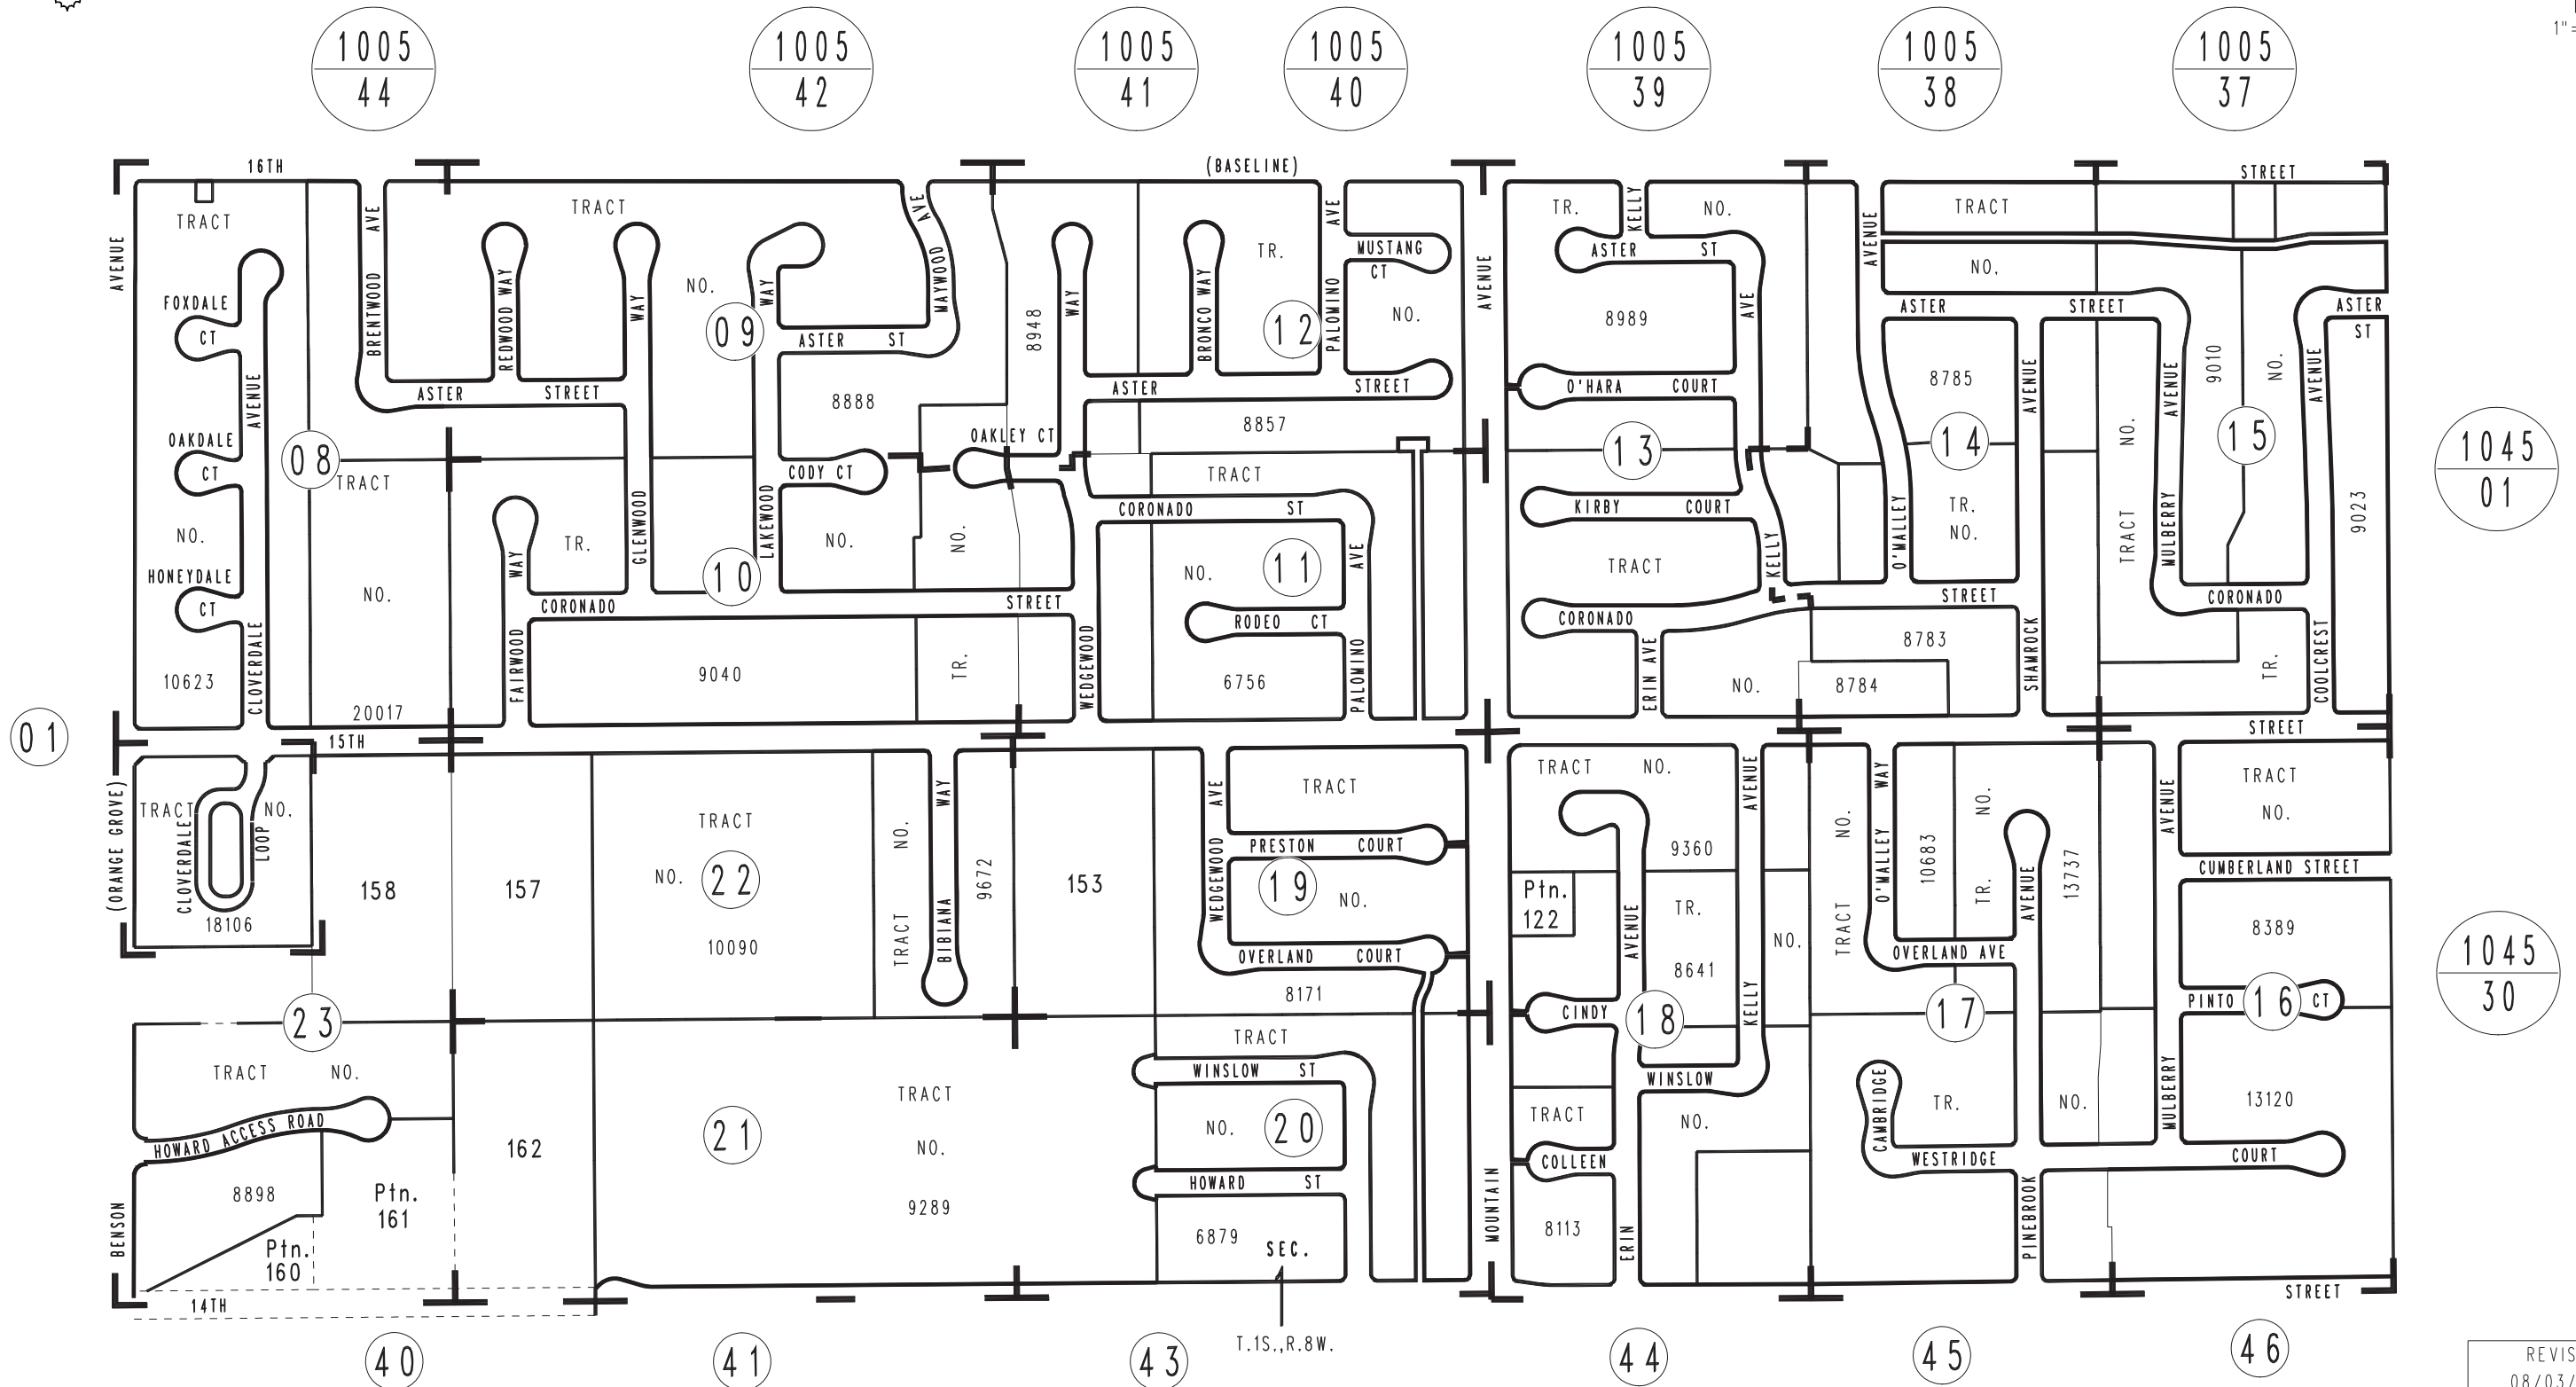 1005
44
1005
42
1005
41
1005
40
1005
39
1005
38
1005
37
1"=
16TH
(BASELINE)
STREET
TRACT
AVENUE
FOXDALE
CT
OAKDALE
CT
NO.
HONEYDALE
CT
10623
CLOVERDALE
AVENUE
08
TRACT
NO.
20017
BRENTWOOD
AVE
TRACT
NO.
REDWOOD WAY
WAY
GLENWOOD
09
WAY
LAKEWOOD
ASTER
STREET
ASTER
ST
MAYWOOD
AVE
8888
CODY CT
OAKLEY CT
8948
WAY
WEDGEWOOD
TR.
NO.
FAIRWOOD
WAY
10
NO.
CORONADO
STREET
9040
TR.
BRONCO WAY
TR.
12
PALOMINO
AVE
MUSTANG
CT
NO.
ASTER
STREET
8857
TRACT
CORONADO
ST
NO.
11
RODEO
CT
6756
PALOMINO
AVE
AVENUE
TR.
KELLY
NO.
ASTER
ST
8989
AVE
O'HARA
COURT
13
KIRBY
COURT
TRACT
KELLY
CORONADO
ERIN AVE
NO.
8784
8783
STREET
AVENUE
TRACT
NO.
ASTER
STREET
8785
14
TR.
NO.
O'MALLEY
AVENUE
SHAMROCK
NO.
TRACT
AVENUE
MULBERRY
9010
NO.
15
AVENUE
COOLCREST
ASTER
ST
9023
CORONADO
TR.
1045
01
01
15TH
STREET
(ORANGE GROVE)
TRACT
NO.
CLOVERDALE
LOOP
18106
158
157
TRACT
NO.
22
10090
TRACT
NO.
BIBIANA
WAY
9672
153
WEDGEWOOD
AVE
TRACT
PRESTON
COURT
19
NO.
OVERLAND
COURT
8171
TRACT
NO.
9360
Ptn.
122
AVENUE
TR.
8641
NO.
AVENUE
KELLY
CINDY
18
TRACT
NO.
WAY
O'MALLEY
10683
TR.
NO.
OVERLAND AVE
AVENUE
13737
17
AVENUE
TRACT
NO.
CUMBERLAND STREET
8389
PINTO
16
CT
1045
30
23
TRACT
NO.
HOWARD ACCESS ROAD
8898
Ptn.
161
Ptn.
160
BENSON
14TH
162
21
TRACT
NO.
9289
TRACT
WINSLOW
ST
NO.
20
HOWARD
ST
6879
SEC.
T.1S.,R.8W.
MOUNTAIN
WINSLOW
TRACT
NO.
COLLEEN
8113
ERIN
CAMBRIDGE
TR.
NO.
WESTRIDGE
PINEBROOK
MULBERRY
13120
COURT
STREET
40
41
43
44
45
46
REVIS
08/03/